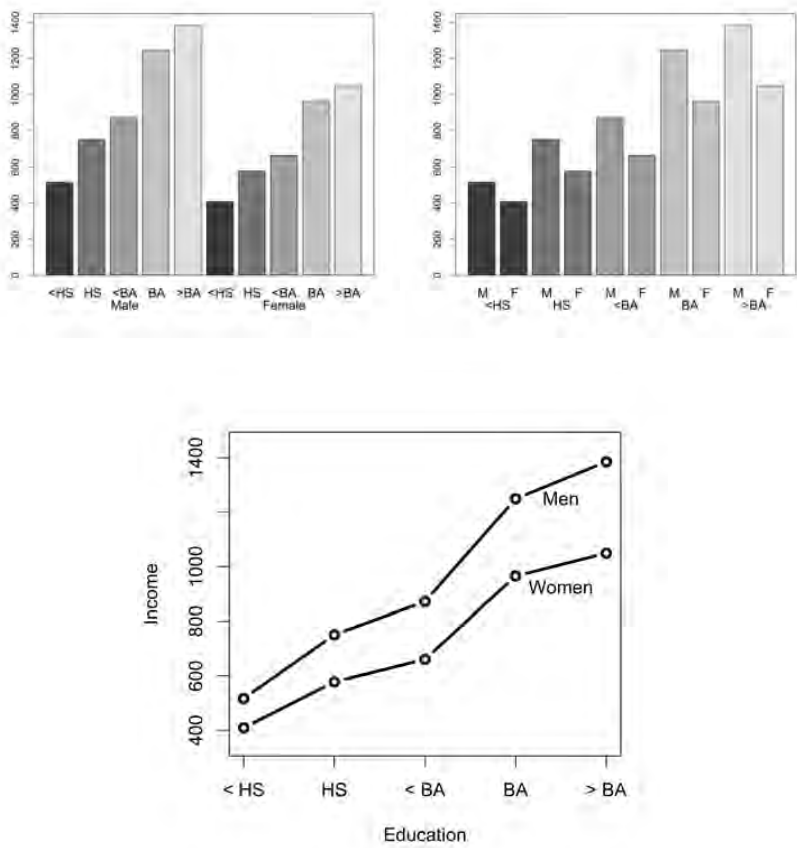 1400
1200
1000
800
600
400
200
0
<HS HS <BA BA >BA <HS HS <BA BA >BA
Male Female
1400
1200
1000
800
600
400
200
0
M F M F M F M F M F
<HS HS <BA BA >BA
1400
1000
800
600
400
Income
Men
Women
< HS HS < BA BA > BA
Education